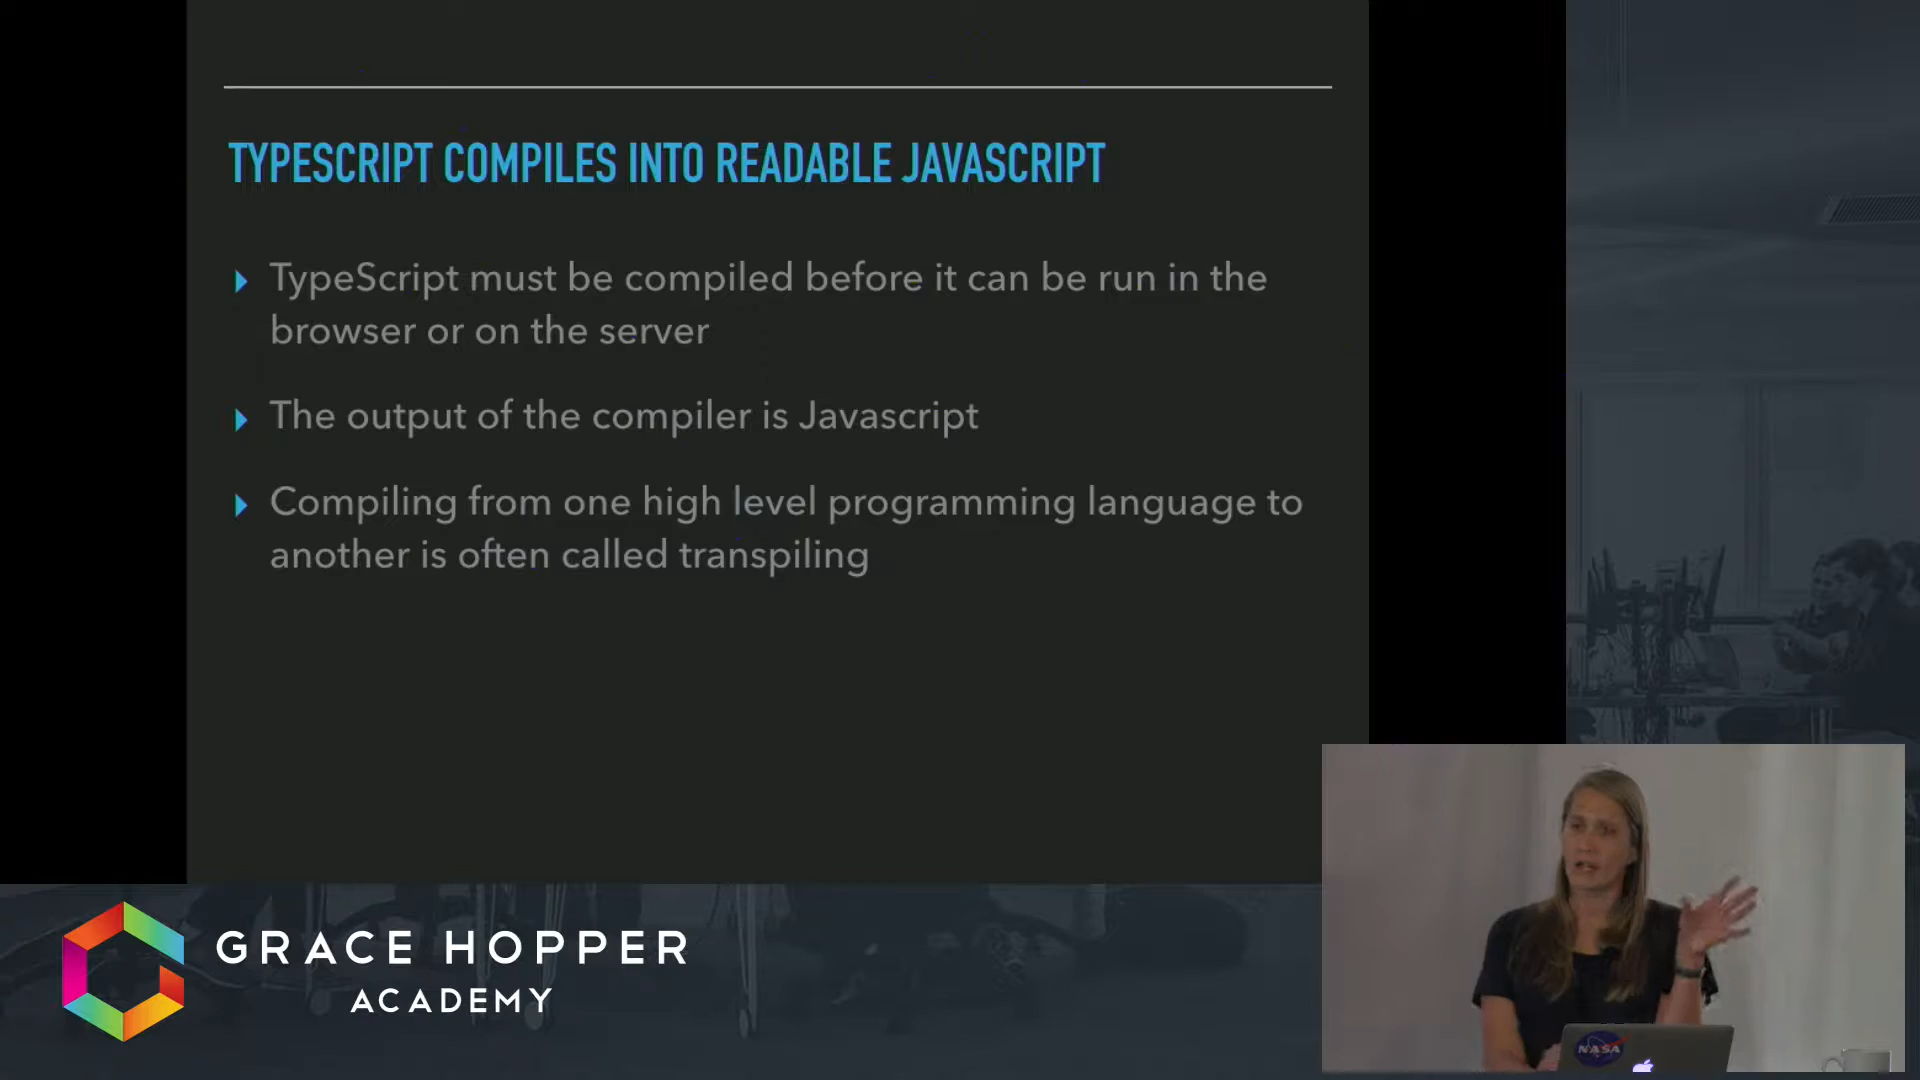 TYPESCRIPT COMPILES INTO READABLE JAVASCRIPT
TypeScript must be compiled before it can be run in the
browser or on the server
The output of the compiler is Javascript
Compiling from one high level programming language to
another is often called transpiling
GRACE HOPPER
ACADEMY
NASA